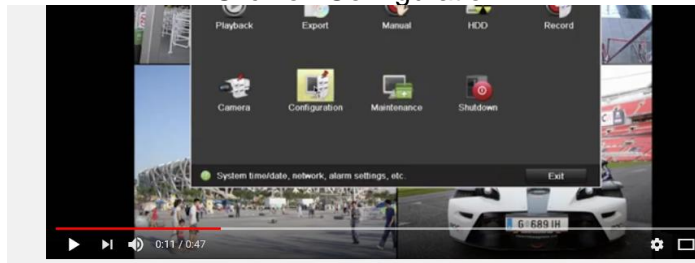 Playback Export Manual HDD Record
Camera Configuration Maintenance Shutdown
System time/date, network, alarm settings, etc. Exit
G 689 IH
0:11 / 0:47